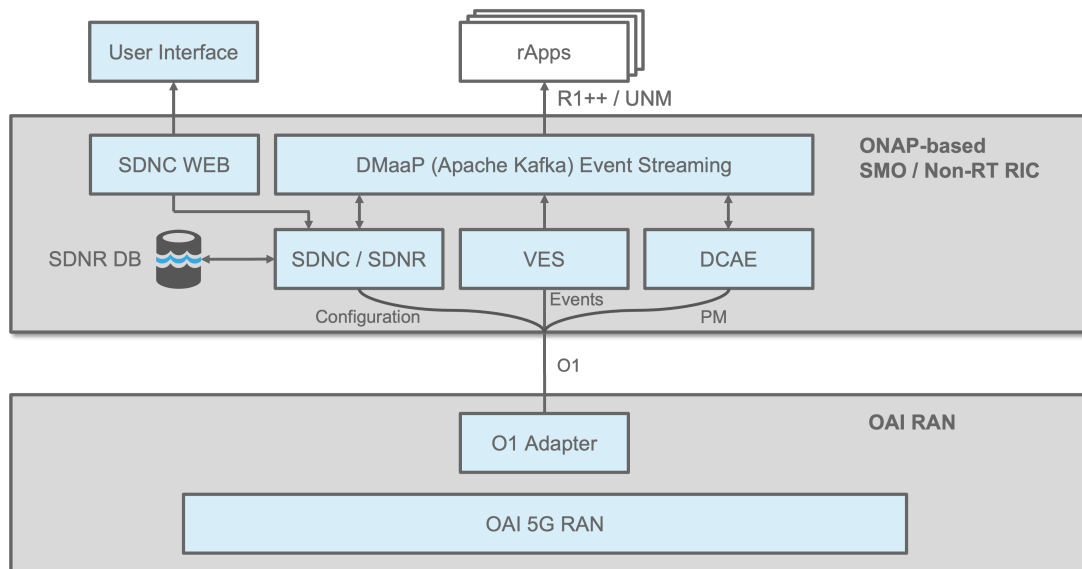 User Interface
rApps
R1++ / UNM
SDNC WEB
DMaaP (Apache Kafka) Event Streaming
ONAP-based
SMO / Non-RT RIC
SDNR DB
SDNC / SDNR
VES
DCAE
Configuration
Events
PM
O1
OAI RAN
O1 Adapter
OAI 5G RAN